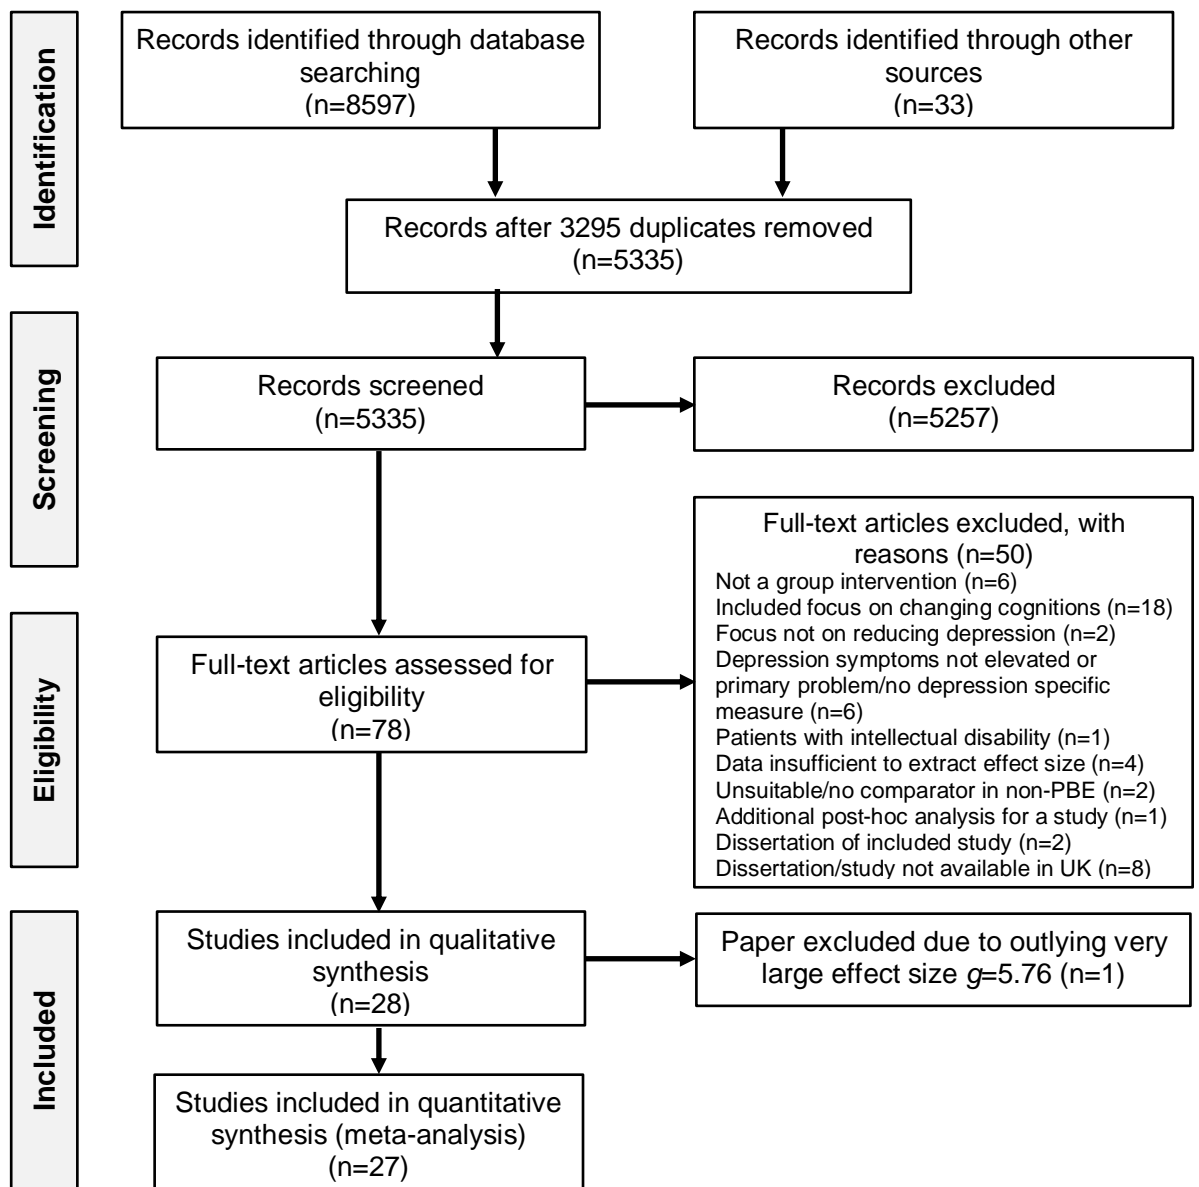 Identification
Records identified through database
searching
(n=8597)
Records identified through other
sources
(n=33)
Records after 3295 duplicates removed
(n=5335)
Screening
Records screened
(n=5335)
Records excluded
(n=5257)
Full-text articles excluded, with
reasons (n=50)
Not a group intervention (n=6)
Included focus on changing cognitions (n=18)
Focus not on reducing depression (n=2)
Depression symptoms not elevated or
primary problem/no depression specific
measure (n=6)
Patients with intellectual disability (n=1)
Data insufficient to extract effect size (n=4)
Unsuitable/no comparator in non-PBE (n=2)
Additional post-hoc analysis for a study (n=1)
Dissertation of included study (n=2)
Dissertation/study not available in UK (n=8)
Eligibility
Full-text articles assessed for
eligibility
(n=78)
Included
Studies included in qualitative
synthesis
(n=28)
Paper excluded due to outlying very
large effect size g=5.76 (n=1)
Studies included in quantitative
synthesis (meta-analysis)
(n=27)